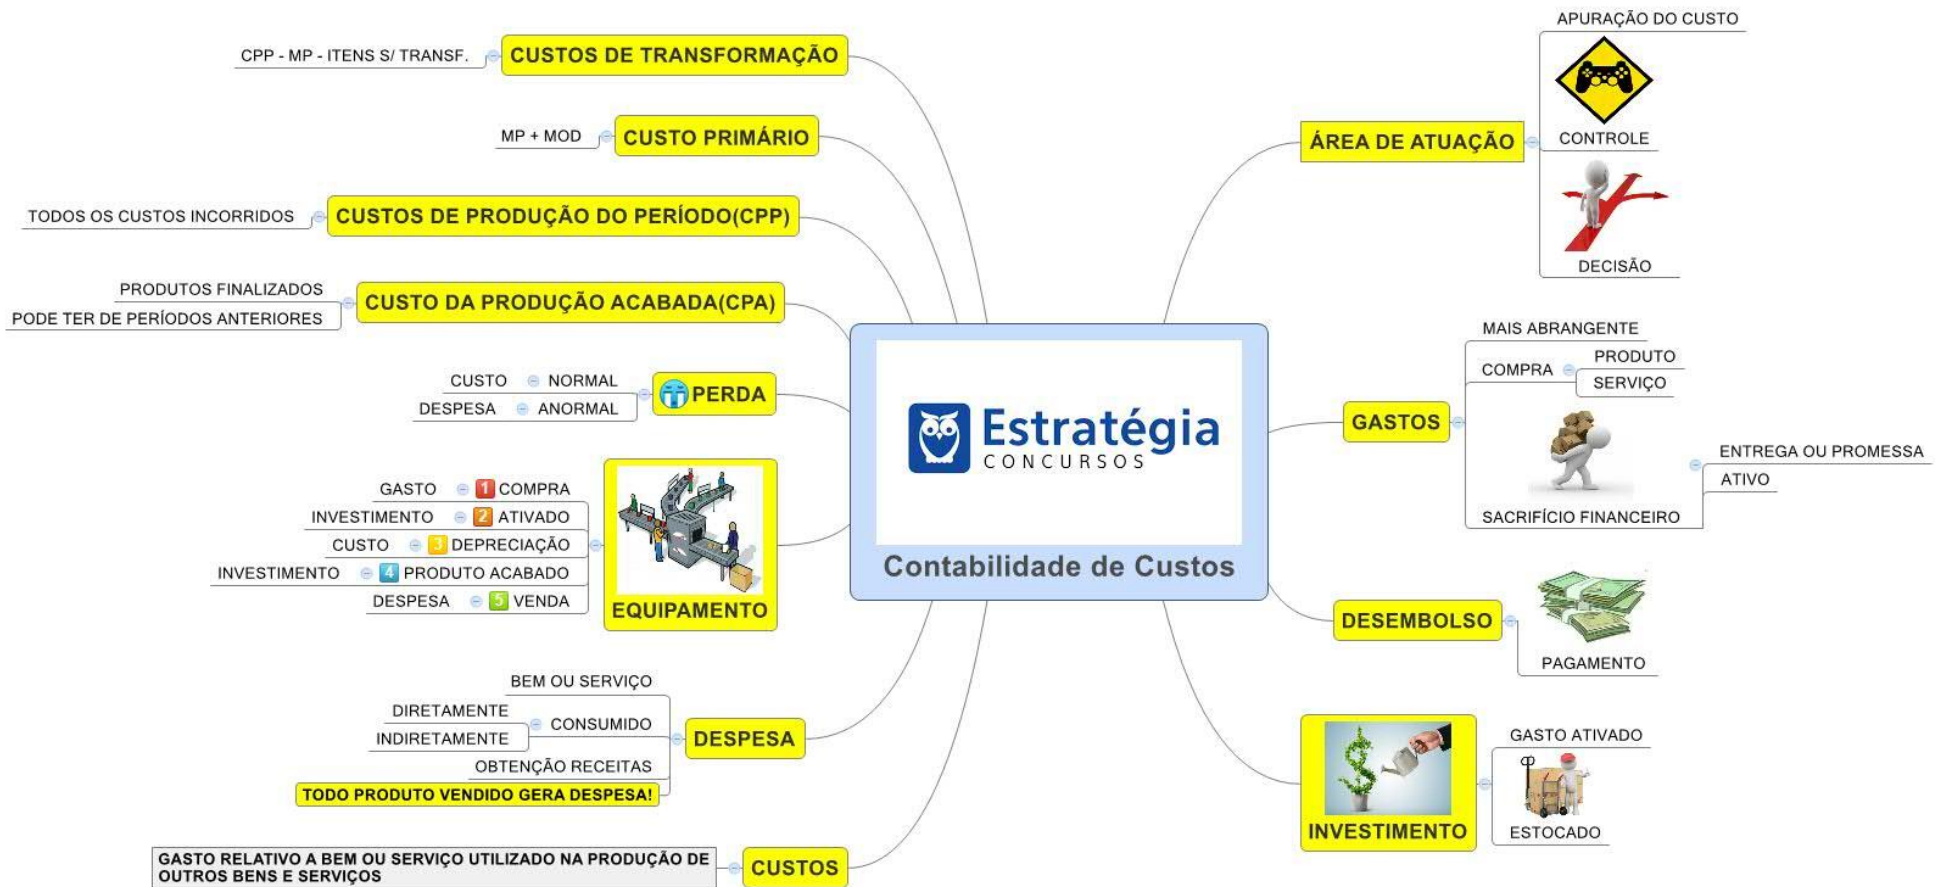 CPP - MP - ITENS S/ TRANSF.
CUSTOS DE TRANSFORMAÇÃO
MP + MOD
CUSTO PRIMÁRIO
TODOS OS CUSTOS INCORRIDOS
CUSTOS DE PRODUÇÃO DO PERÍODO(CPP)
PRODUTOS FINALIZADOS
PODE TER DE PERÍODOS ANTERIORES
CUSTO DA PRODUÇÃO ACABADA(CPA)
CUSTO NORMAL
DESPESA ANORMAL
PERDA
GASTO 1 COMPRA
INVESTIMENTO 2 ATIVADO
CUSTO 3 DEPRECIAÇÃO
INVESTIMENTO 4 PRODUTO ACABADO
DESPESA 5 VENDA
EQUIPAMENTO
BEM OU SERVIÇO
DIRETAMENTE
INDIRETAMENTE
CONSUMIDO
OBTENÇÃO RECEITAS
TODO PRODUTO VENDIDO GERA DESPESA!
DESPESA
GASTO RELATIVO A BEM OU SERVIÇO UTILIZADO NA PRODUÇÃO DE
OUTROS BENS E SERVIÇOS
CUSTOS
Estratégia
CONCURSOS
Contabilidade de Custos
ÁREA DE ATUAÇÃO
APURAÇÃO DO CUSTO
CONTROLE
DECISÃO
GASTOS
MAIS ABRANGENTE
COMPRA
PRODUTO
SERVIÇO
SACRIFÍCIO FINANCEIRO
ENTREGA OU PROMESSA
ATIVO
DESEMBOLSO
PAGAMENTO
INVESTIMENTO
GASTO ATIVADO
ESTOCADO